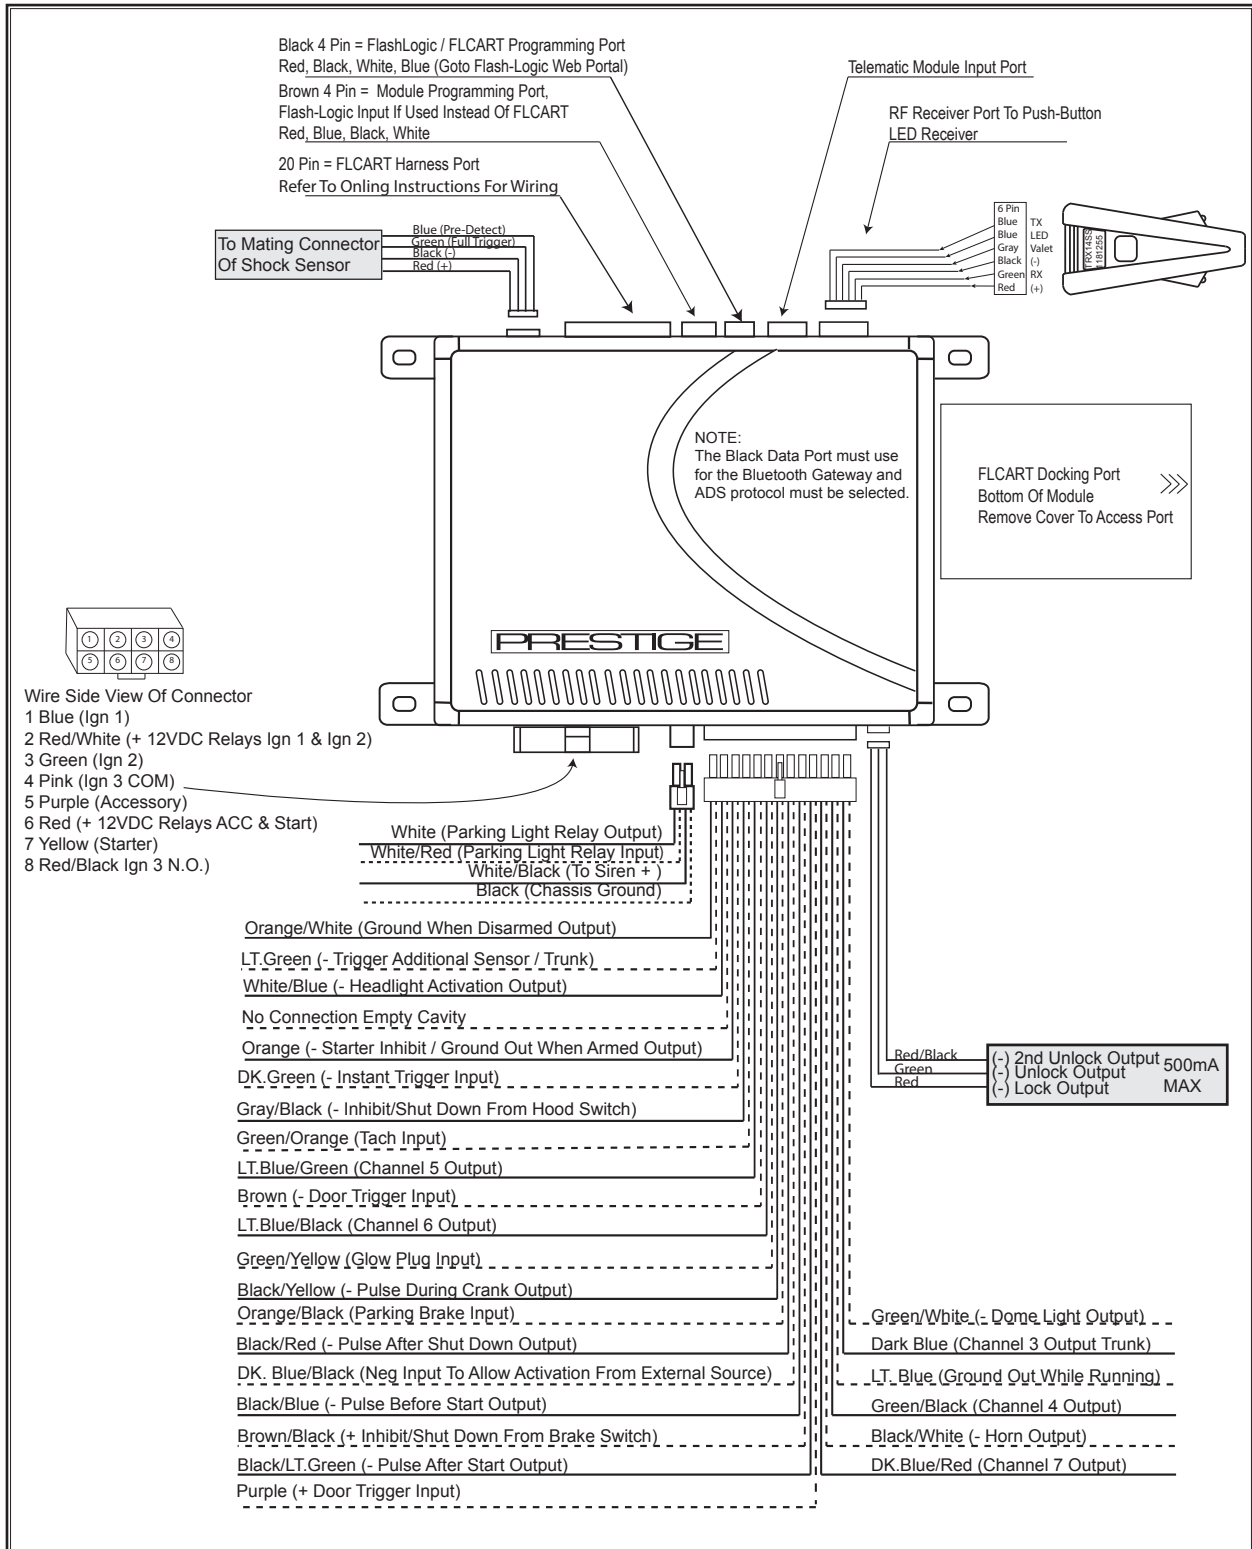 Black 4 Pin = FlashLogic / FLCART Programming Port
Red, Black, White, Blue (Goto Flash-Logic Web Portal)
Brown 4 Pin = Module Programming Port,
Flash-Logic Input If Used Instead Of FLCART
Red, Blue, Black, White
20 Pin = FLCART Harness Port
Refer To Onling Instructions For Wiring
Telematic Module Input Port
RF Receiver Port To Push-Button
LED Receiver
To Mating Connector
Of Shock Sensor
Blue (Pre-Detect)
Green (Full Trigger)
Black (-)
Red (+)
6 Pin
Blue TX
Blue LED
Gray Valet
Black (-)
Green RX
Red (+)
TRX14SS
1181255
NOTE:
The Black Data Port must use
for the Bluetooth Gateway and
ADS protocol must be selected.
FLCART Docking Port
Bottom Of Module
Remove Cover To Access Port
PRESTIGE
1 2 3 4
5 6 7 8
Wire Side View Of Connector
1 Blue (Ign 1)
2 Red/White (+ 12VDC Relays Ign 1 & Ign 2)
3 Green (Ign 2)
4 Pink (Ign 3 COM)
5 Purple (Accessory)
6 Red (+ 12VDC Relays ACC & Start)
7 Yellow (Starter)
8 Red/Black Ign 3 N.O.)
White (Parking Light Relay Output)
White/Red (Parking Light Relay Input)
White/Black (To Siren + )
Black (Chassis Ground)
Orange/White (Ground When Disarmed Output)
LT.Green (- Trigger Additional Sensor / Trunk)
White/Blue (- Headlight Activation Output)
No Connection Empty Cavity
Orange (- Starter Inhibit / Ground Out When Armed Output)
DK.Green (- Instant Trigger Input)
Gray/Black (- Inhibit/Shut Down From Hood Switch)
Green/Orange (Tach Input)
LT.Blue/Green (Channel 5 Output)
Brown (- Door Trigger Input)
LT.Blue/Black (Channel 6 Output)
Green/Yellow (Glow Plug Input)
Black/Yellow (- Pulse During Crank Output)
Orange/Black (Parking Brake Input)
Black/Red (- Pulse After Shut Down Output)
DK. Blue/Black (Neg Input To Allow Activation From External Source)
Black/Blue (- Pulse Before Start Output)
Brown/Black (+ Inhibit/Shut Down From Brake Switch)
Black/LT.Green (- Pulse After Start Output)
Purple (+ Door Trigger Input)
Red/Black
Green
Red
(-) 2nd Unlock Output
(-) Unlock Output
(-) Lock Output
500mA
MAX
Green/White (- Dome Light Output)
Dark Blue (Channel 3 Output Trunk)
LT. Blue (Ground Out While Running)
Green/Black (Channel 4 Output)
Black/White (- Horn Output)
DK.Blue/Red (Channel 7 Output)